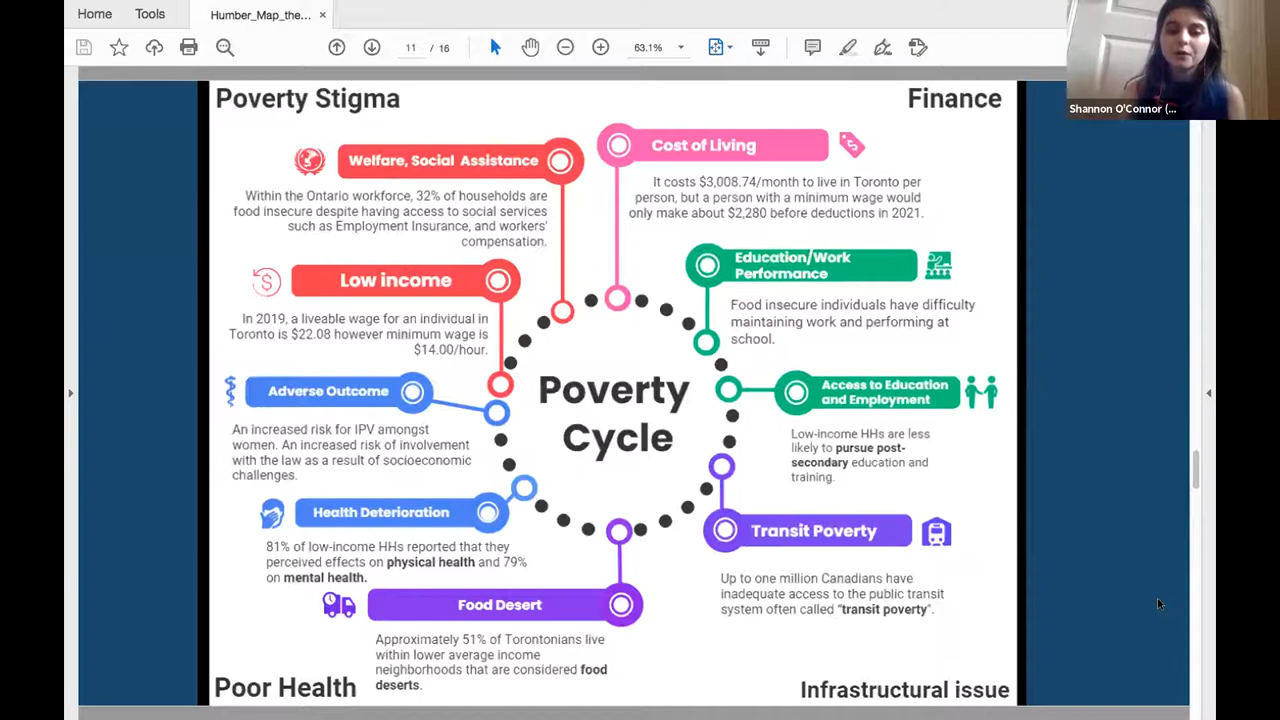 Home
Tools
Humber_Map_the...
×
11 / 16
63.1%
Shannon O'Connor (...
Poverty Stigma
Finance
Welfare, Social Assistance
Within the Ontario workforce, 32% of households are
food insecure despite having access to social services
such as Employment Insurance, and workers'
compensation.
Cost of Living
It costs $3,008.74/month to live in Toronto per
person, but a person with a minimum wage would
only make about $2,280 before deductions in 2021.
Low income
In 2019, a liveable wage for an individual in
Toronto is $22.08 however minimum wage is
$14.00/hour.
Education/Work
Performance
Food insecure individuals have difficulty
maintaining work and performing at
school.
Poverty
Cycle
Adverse Outcome
An increased risk for IPV amongst
women. An increased risk of involvement
with the law as a result of socioeconomic
challenges.
Access to Education
and Employment
Low-income HHs are less
likely to pursue post-
secondary education and
training.
Health Deterioration
81% of low-income HHs reported that they
perceived effects on physical health and 79%
on mental health.
Transit Poverty
Up to one million Canadians have
inadequate access to the public transit
system often called "transit poverty".
Food Desert
Approximately 51% of Torontonians live
within lower average income
neighborhoods that are considered food
deserts.
Poor Health
Infrastructural issue